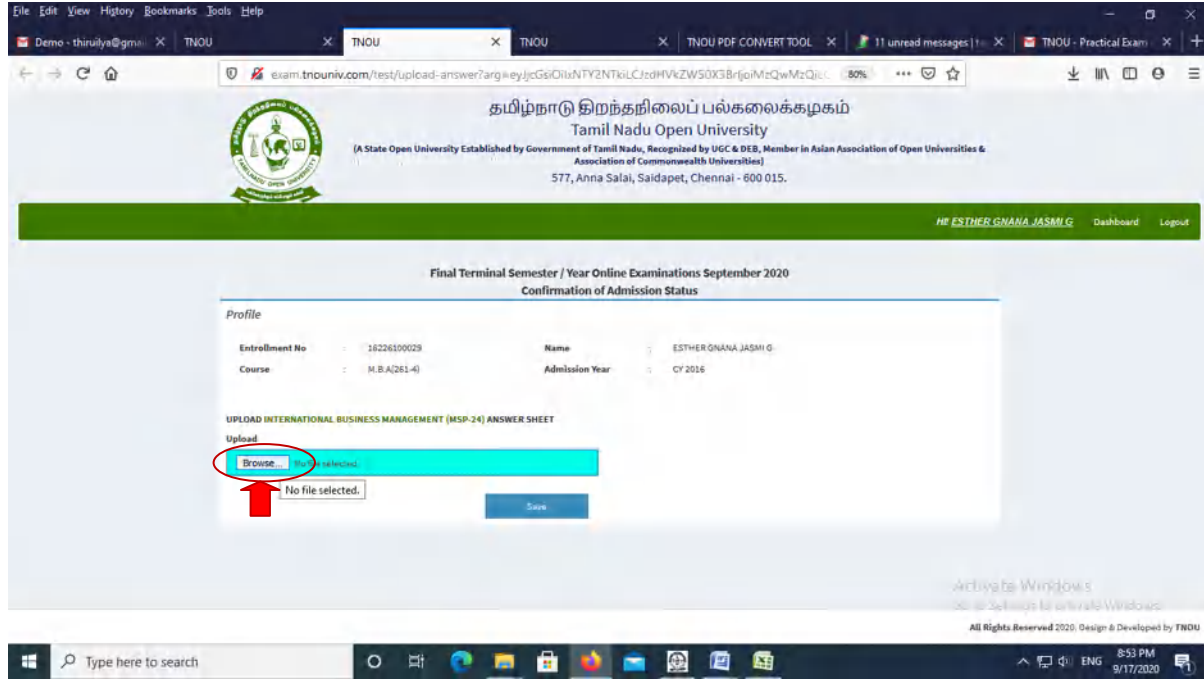 File Edit View History Bookmarks Tools Help
Demo - thiruilya@gma
TNOU
TNOU
TNOU
TNOU PDF CONVERT TOOL
11 unread messages
TNOU - Practical Exam
exam.tnouniv.com/test/upload-answer?arg=
80%
தமிழ்நாடு திறந்தநிலைப் பல்கலைக்கழகம்
Tamil Nadu Open University
(A State Open University Established by Government of Tamil Nadu, Recognized by UGC & DEB, Member in Asian Association of Open Universities &
Association of Commonwealth Universities)
577, Anna Salai, Saidapet, Chennai - 600 015.
HI! ESTHER GNANA JASMI G Dashboard Logout
Final Terminal Semester / Year Online Examinations September 2020
Confirmation of Admission Status
Profile
Entrollment No : 16226100029 Name : ESTHER GNANA JASMI G
Course : M.B.A(261-4) Admission Year : CY 2016
UPLOAD INTERNATIONAL BUSINESS MANAGEMENT (MSP-24) ANSWER SHEET
Upload
Browse... No file selected.
No file selected.
Save
Activate Windows
All Rights Reserved 2020. Design & Developed by TNOU
Type here to search
ENG
8:53 PM
9/17/2020